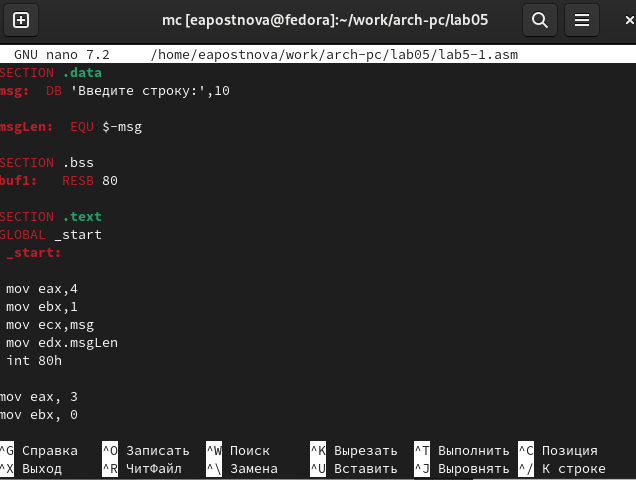 mc [eapostnova@fedora]:~/work/arch-pc/lab05
GNU nano 7.2 /home/eapostnova/work/arch-pc/lab05/lab5-1.asm
SECTION .data
msg: DB 'Введите строку:',10
msgLen: EQU $-msg
SECTION .bss
buf1: RESB 80
SECTION .text
GLOBAL _start
_start:
mov eax,4
mov ebx,1
mov ecx,msg
mov edx.msgLen
int 80h
mov eax, 3
mov ebx, 0
^G Справка ^O Записать ^W Поиск ^K Вырезать ^T Выполнить ^C Позиция
^X Выход ^R ЧитФайл ^\ Замена ^U Вставить ^J Выровнять ^/ К строке